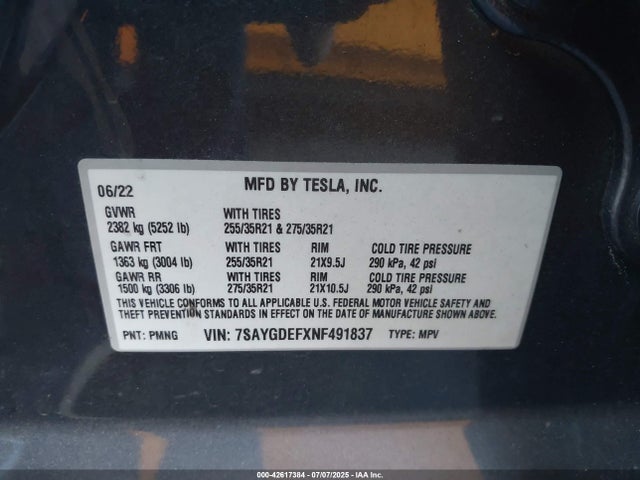 06/22 MFD BY TESLA, INC.
GVWR WITH TIRES
2382 kg (5252 lb) 255/35R21 & 275/35R21
GAWR FRT WITH TIRES RIM COLD TIRE PRESSURE
1363 kg (3004 lb) 255/35R21 21X9.5J 290 kPa, 42 psi
GAWR RR WITH TIRES RIM COLD TIRE PRESSURE
1500 kg (3306 lb) 275/35R21 21X10.5J 290 kPa, 42 psi
THIS VEHICLE CONFORMS TO ALL APPLICABLE U.S. FEDERAL MOTOR VEHICLE SAFETY AND
THEFT PREVENTION STANDARDS IN EFFECT ON THE DATE OF MANUFACTURE SHOWN ABOVE.
PNT: PMNG VIN: 7SAYGDEFXNF491837 TYPE: MPV
000-42617384 | 07/07/2025 | IAA Inc.